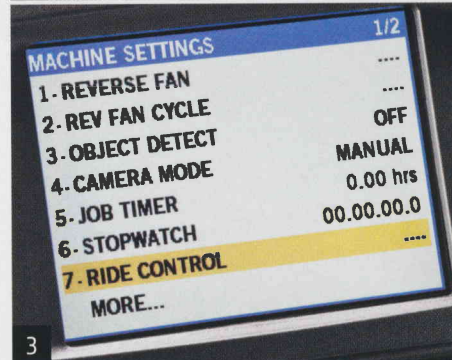 MACHINE SETTINGS 1/2
1- REVERSE FAN ----
2- REV FAN CYCLE ----
3- OBJECT DETECT OFF
4- CAMERA MODE MANUAL
5- JOB TIMER 0.00 hrs
6- STOPWATCH 00.00.00.0
7- RIDE CONTROL ----
MORE...
3